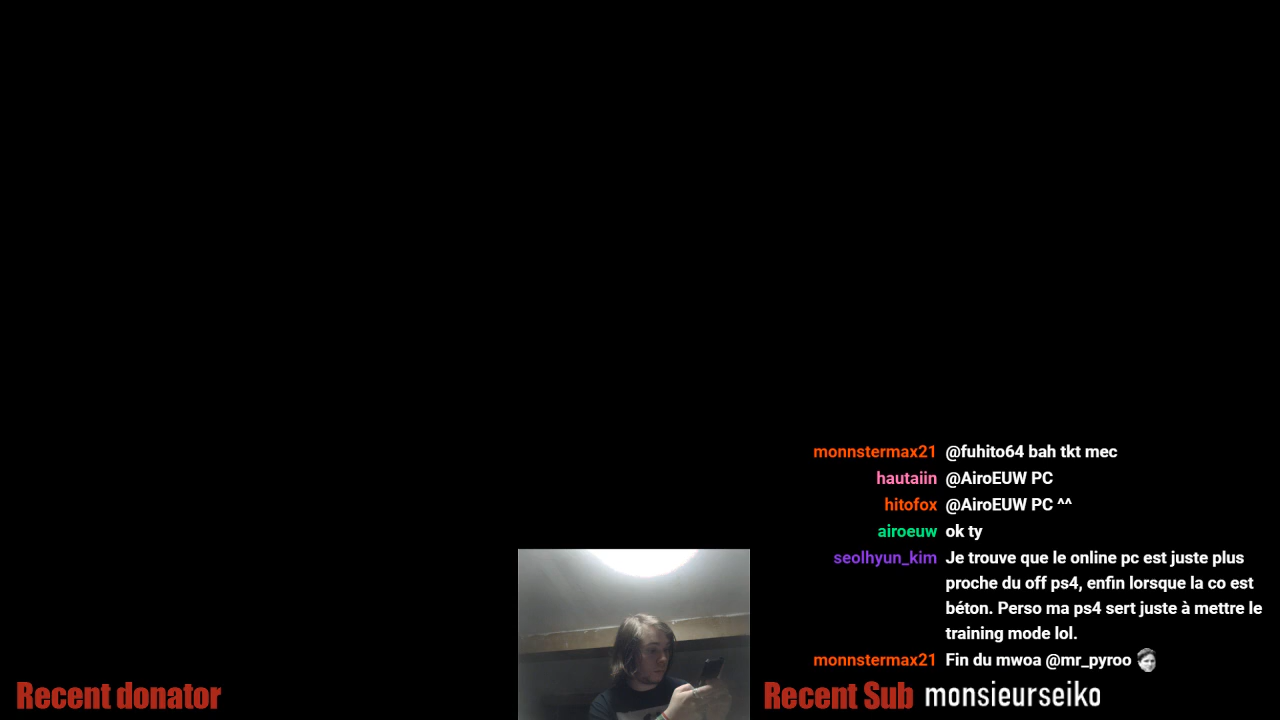 monnstermax21 @fuhito64 bah tkt mec
hautaiin @AiroEUW PC
hitofox @AiroEUW PC ^^
airoeuw ok ty
seolhyun_kim Je trouve que le online pc est juste plus
proche du off ps4, enfin lorsque la co est
béton. Perso ma ps4 sert juste à mettre le
training mode lol.
monnstermax21 Fin du mwoa @mr_pyroo
Recent donator
Recent Sub monsieurseiko